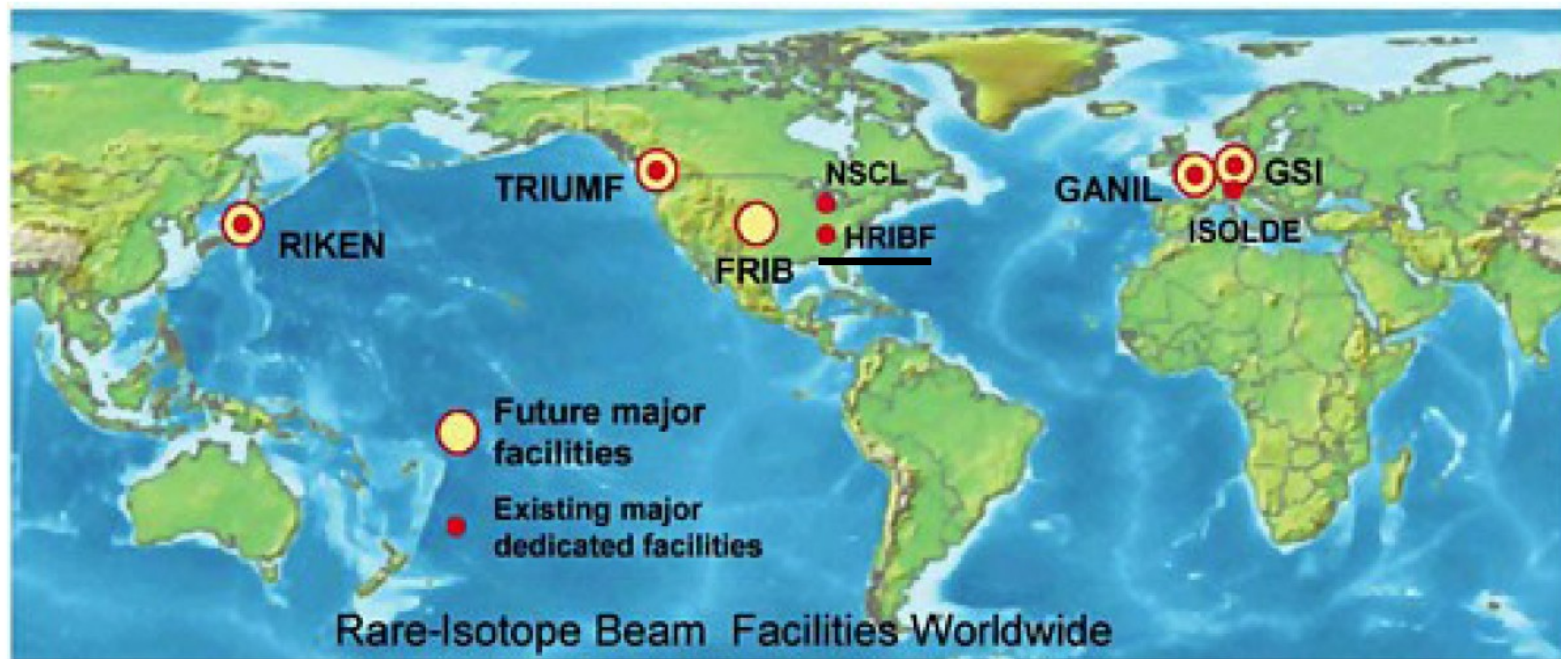 NSCL
TRIUMF
GANIL
GSI
RIKEN
HRIBF
ISOLDE
FRIB
Future major
facilities
Existing major
dedicated facilities
Rare-Isotope Beam Facilities Worldwide